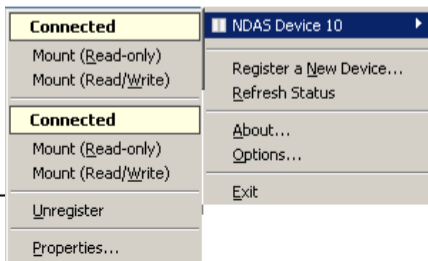 Connected
Mount (Read-only)
Mount (Read/Write)
Connected
Mount (Read-only)
Mount (Read/Write)
Unregister
Properties...
NDAS Device 10
Register a New Device...
Refresh Status
About...
Options...
Exit